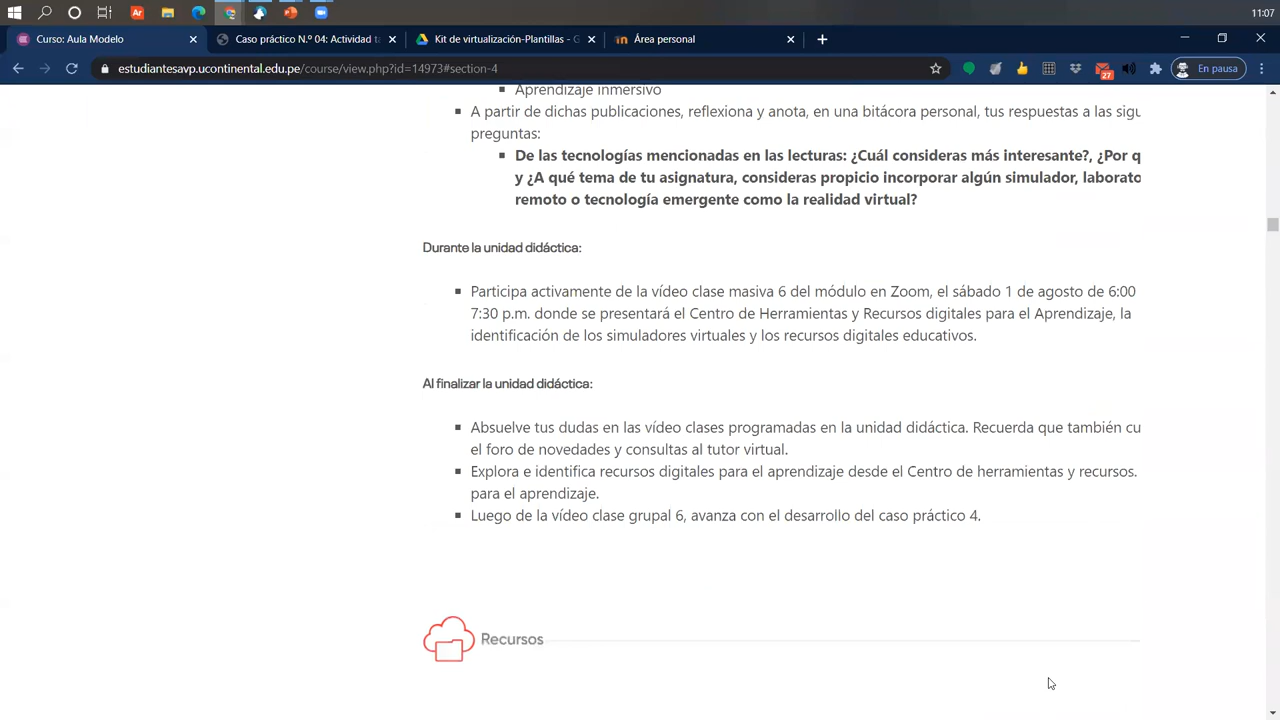 11:07
Curso: Aula Modelo
Caso práctico N.º 04: Actividad ta
Kit de virtualización-Plantillas - G
Área personal
estudiantesavp.ucontinental.edu.pe/course/view.php?id=14973#section-4
27
En pausa
Aprendizaje inmersivo
A partir de dichas publicaciones, reflexiona y anota, en una bitácora personal, tus respuestas a las sigu
preguntas:
De las tecnologías mencionadas en las lecturas: ¿Cuál consideras más interesante?, ¿Por q
y ¿A qué tema de tu asignatura, consideras propicio incorporar algún simulador, laborato
remoto o tecnología emergente como la realidad virtual?
Durante la unidad didáctica:
Participa activamente de la vídeo clase masiva 6 del módulo en Zoom, el sábado 1 de agosto de 6:00
7:30 p.m. donde se presentará el Centro de Herramientas y Recursos digitales para el Aprendizaje, la
identificación de los simuladores virtuales y los recursos digitales educativos.
Al finalizar la unidad didáctica:
Absuelve tus dudas en las vídeo clases programadas en la unidad didáctica. Recuerda que también cu
el foro de novedades y consultas al tutor virtual.
Explora e identifica recursos digitales para el aprendizaje desde el Centro de herramientas y recursos.
para el aprendizaje.
Luego de la vídeo clase grupal 6, avanza con el desarrollo del caso práctico 4.
Recursos